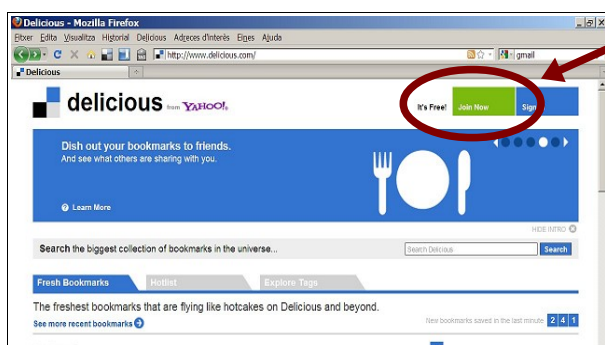 Delicious - Mozilla Firefox
Fitxer Edita Visualitza Historial Delicious Adreces d'interès Eines Ajuda
http://www.delicious.com/ gmail
Delicious
delicious from YAHOO!.
It's Free! Join Now Sign
Dish out your bookmarks to friends.
And see what others are sharing with you.
Learn More
HIDE INTRO
Search the biggest collection of bookmarks in the universe... Search Delicious Search
Fresh Bookmarks Hotlist Explore Tags
The freshest bookmarks that are flying like hotcakes on Delicious and beyond.
See more recent bookmarks New bookmarks saved in the last minute 2 4 1